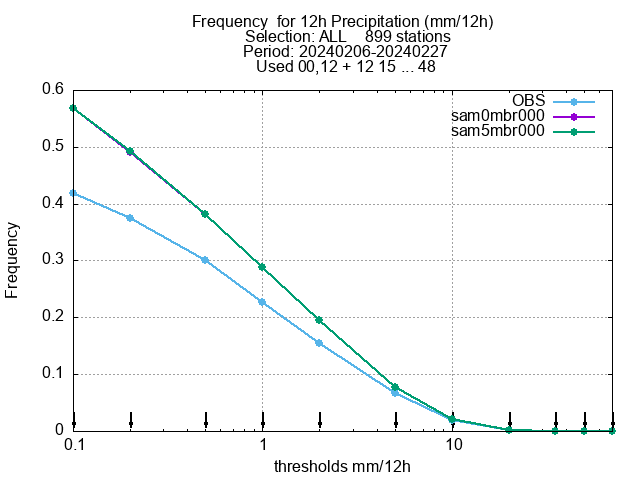 Frequency  for 12h Precipitation (mm/12h)
Selection: ALL    899 stations
Period: 20240206-20240227
Used 00,12 + 12 15 ... 48
OBS
sam0mbr000
sam5mbr000
Frequency
0.6
0.5
0.4
0.3
0.2
0.1
0
0.1 1 10
thresholds mm/12h